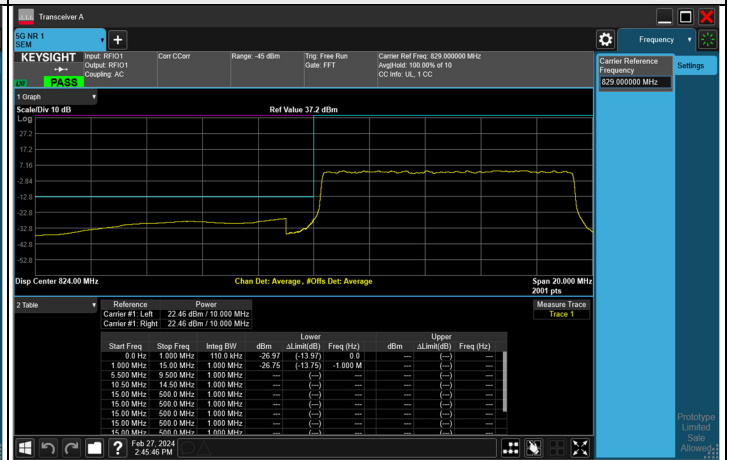 Transceiver A
5G NR 1
SEM
Frequency
KEYSIGHT
Input: RFIO1
Output: RFIO1
Coupling: AC
Corr CCorr
Range: -45 dBm
Trig: Free Run
Gate: FFT
Carrier Ref Freq: 829.000000 MHz
Avg|Hold: 100.00% of 10
CC Info: UL, 1 CC
LXI
PASS
Carrier Reference
Frequency
829.000000 MHz
Settings
1 Graph
Scale/Div 10 dB
Ref Value 37.2 dBm
Log
27.2
17.2
7.16
-2.84
-12.8
-22.8
-32.8
-42.8
-52.8
Disp Center 824.00 MHz
Chan Det: Average, #Offs Det: Average
Span 20.000 MHz
2001 pts
2 Table
Reference Power
Carrier #1: Left 22.46 dBm / 10.000 MHz
Carrier #1: Right 22.46 dBm / 10.000 MHz
Measure Trace
Trace 1
Lower Upper
Start Freq Stop Freq Integ BW dBm ΔLimit(dB) Freq (Hz) dBm ΔLimit(dB) Freq (Hz)
0.0 Hz 1.000 MHz 110.0 kHz -26.97 (-13.97) 0.0 --- (---) ---
1.000 MHz 15.00 MHz 1.000 MHz -26.75 (-13.75) -1.000 M --- (---) ---
5.500 MHz 9.500 MHz 1.000 MHz --- (---) --- --- (---) ---
10.50 MHz 14.50 MHz 1.000 MHz --- (---) --- --- (---) ---
15.00 MHz 500.0 MHz 1.000 MHz --- (---) --- --- (---) ---
15.00 MHz 500.0 MHz 1.000 MHz --- (---) --- --- (---) ---
15.00 MHz 500.0 MHz 1.000 MHz --- (---) --- --- (---) ---
15.00 MHz 500.0 MHz 1.000 MHz --- (---) --- --- (---) ---
15.00 MHz 500.0 MHz 1.000 MHz --- (---) --- --- (---) ---
Prototype
Limited
Sale
Allowed
?
Feb 27, 2024
2:45:46 PM